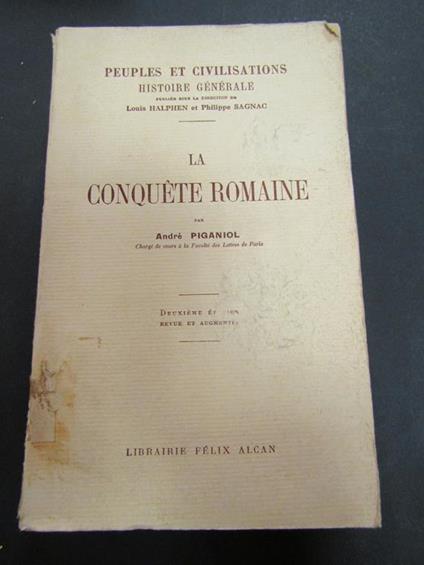 PEUPLES ET CIVILISATIONS
HISTOIRE GÉNÉRALE
PUBLIÉE SOUS LA DIRECTION DE
Louis HALPHEN et Philippe SAGNAC
LA
CONQUÊTE ROMAINE
PAR
André PIGANIOL
Chargé de cours à la Faculté des Lettres de Paris
DEUXIÈME
REVUE ET AUGMENTÉE
LIBRAIRIE FÉLIX ALCAN